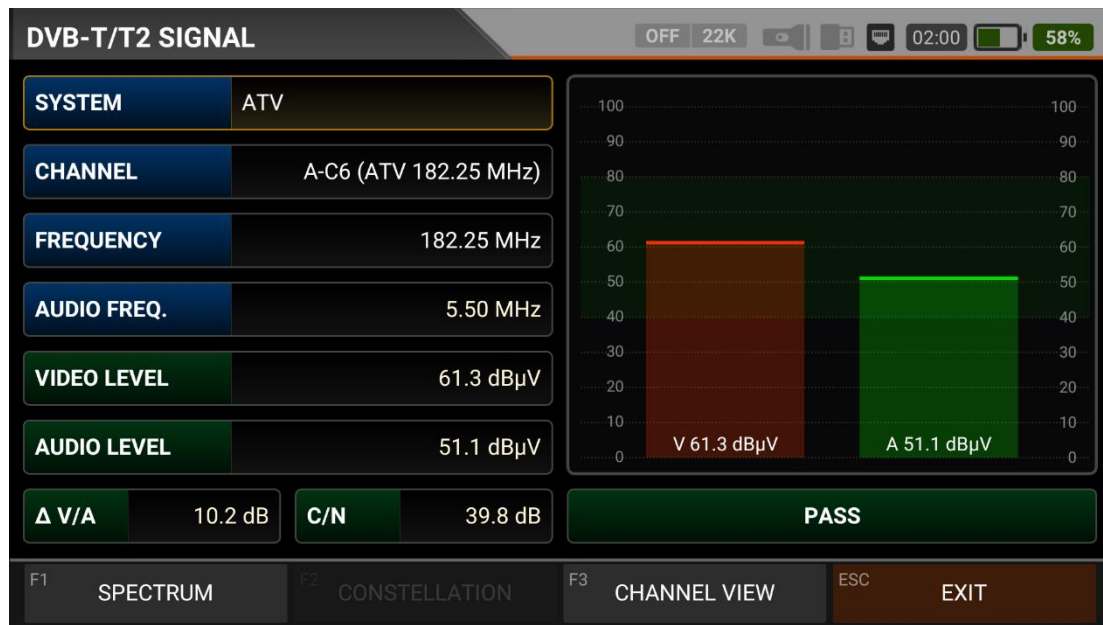 DVB-T/T2 SIGNAL
OFF 22K
02:00
58%
SYSTEM ATV
CHANNEL A-C6 (ATV 182.25 MHz)
FREQUENCY 182.25 MHz
AUDIO FREQ. 5.50 MHz
VIDEO LEVEL 61.3 dBµV
AUDIO LEVEL 51.1 dBµV
Δ V/A 10.2 dB C/N 39.8 dB
100 100
90 90
80 80
70 70
60 60
50 50
40 40
30 30
20 20
10 10
V 61.3 dBµV A 51.1 dBµV
0 0
PASS
F1 SPECTRUM
F2 CONSTELLATION
F3 CHANNEL VIEW
ESC EXIT